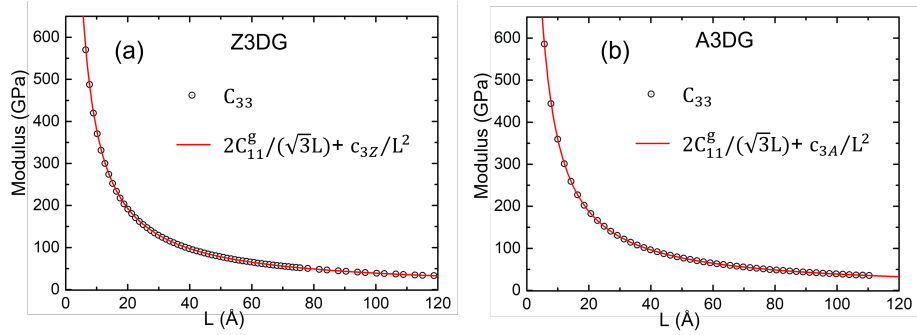 (a)
Z3DG
C₃₃
2C₁₁ᵍ/(√3L)+ c₃Z/L²
Modulus (GPa)
600
500
400
300
200
100
0
0 20 40 60 80 100 120
L (Å)
(b)
A3DG
C₃₃
2C₁₁ᵍ/(√3L)+ c₃A/L²
Modulus (GPa)
600
500
400
300
200
100
0
0 20 40 60 80 100 120
L (Å)